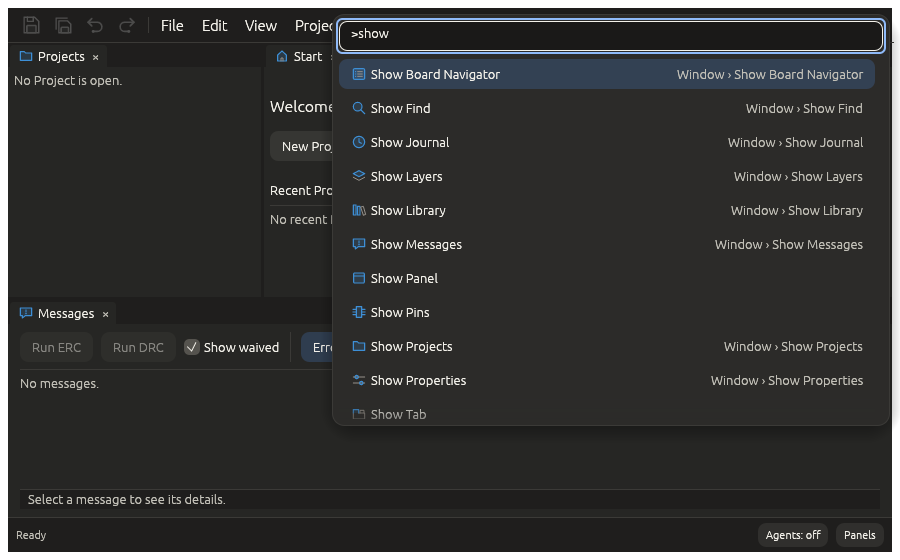 File Edit View
>show
Projects ×
Start
No Project is open.
Welcome
New
Recent
No recent
Show Board Navigator Window › Show Board Navigator
Show Find Window › Show Find
Show Journal Window › Show Journal
Show Layers Window › Show Layers
Show Library Window › Show Library
Show Messages Window › Show Messages
Show Panel
Show Pins
Show Projects Window › Show Projects
Show Properties Window › Show Properties
Show Tab
Messages ×
Run ERC Run DRC Show waived
No messages.
Select a message to see its details.
Ready Agents: off Panels